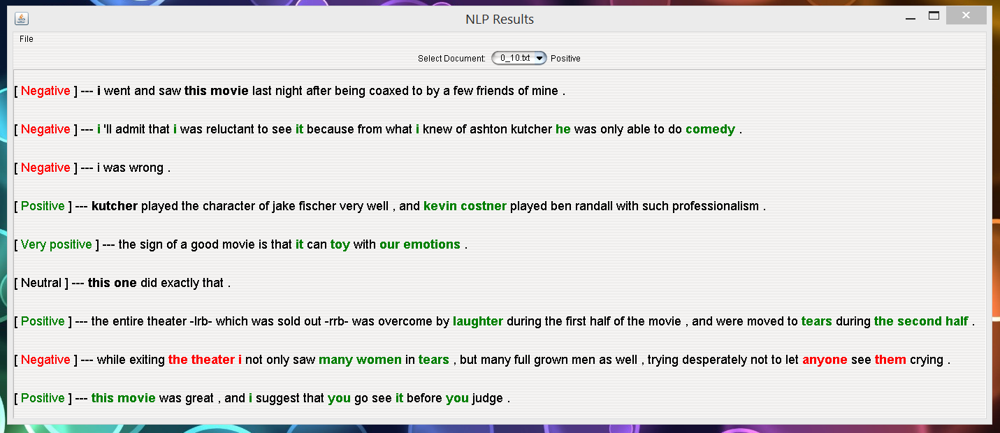 NLP Results
File
Select Document: 0_10.txt Positive
[ Negative ] --- i went and saw this movie last night after being coaxed to by a few friends of mine .
[ Negative ] --- i 'll admit that i was reluctant to see it because from what i knew of ashton kutcher he was only able to do comedy .
[ Negative ] --- i was wrong .
[ Positive ] --- kutcher played the character of jake fischer very well , and kevin costner played ben randall with such professionalism .
[ Very positive ] --- the sign of a good movie is that it can toy with our emotions .
[ Neutral ] --- this one did exactly that .
[ Positive ] --- the entire theater -lrb- which was sold out -rrb- was overcome by laughter during the first half of the movie , and were moved to tears during the second half .
[ Negative ] --- while exiting the theater i not only saw many women in tears , but many full grown men as well , trying desperately not to let anyone see them crying .
[ Positive ] --- this movie was great , and i suggest that you go see it before you judge .